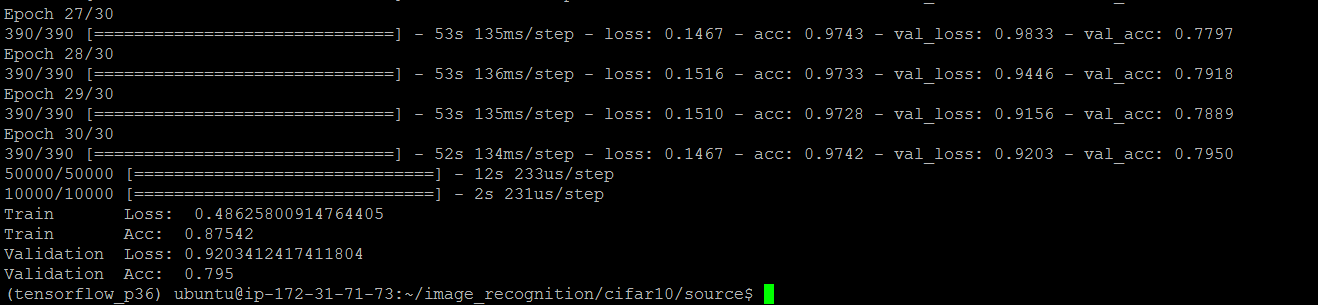 Epoch 27/30
390/390 [==============================] - 53s 135ms/step - loss: 0.1467 - acc: 0.9743 - val_loss: 0.9833 - val_acc: 0.7797
Epoch 28/30
390/390 [==============================] - 53s 136ms/step - loss: 0.1516 - acc: 0.9733 - val_loss: 0.9446 - val_acc: 0.7918
Epoch 29/30
390/390 [==============================] - 53s 135ms/step - loss: 0.1510 - acc: 0.9728 - val_loss: 0.9156 - val_acc: 0.7889
Epoch 30/30
390/390 [==============================] - 52s 134ms/step - loss: 0.1467 - acc: 0.9742 - val_loss: 0.9203 - val_acc: 0.7950
50000/50000 [==============================] - 12s 233us/step
10000/10000 [==============================] - 2s 231us/step
Train       Loss:  0.48625800914764405
Train       Acc:  0.87542
Validation  Loss: 0.9203412417411804
Validation  Acc:  0.795
(tensorflow_p36) ubuntu@ip-172-31-71-73:~/image_recognition/cifar10/source$